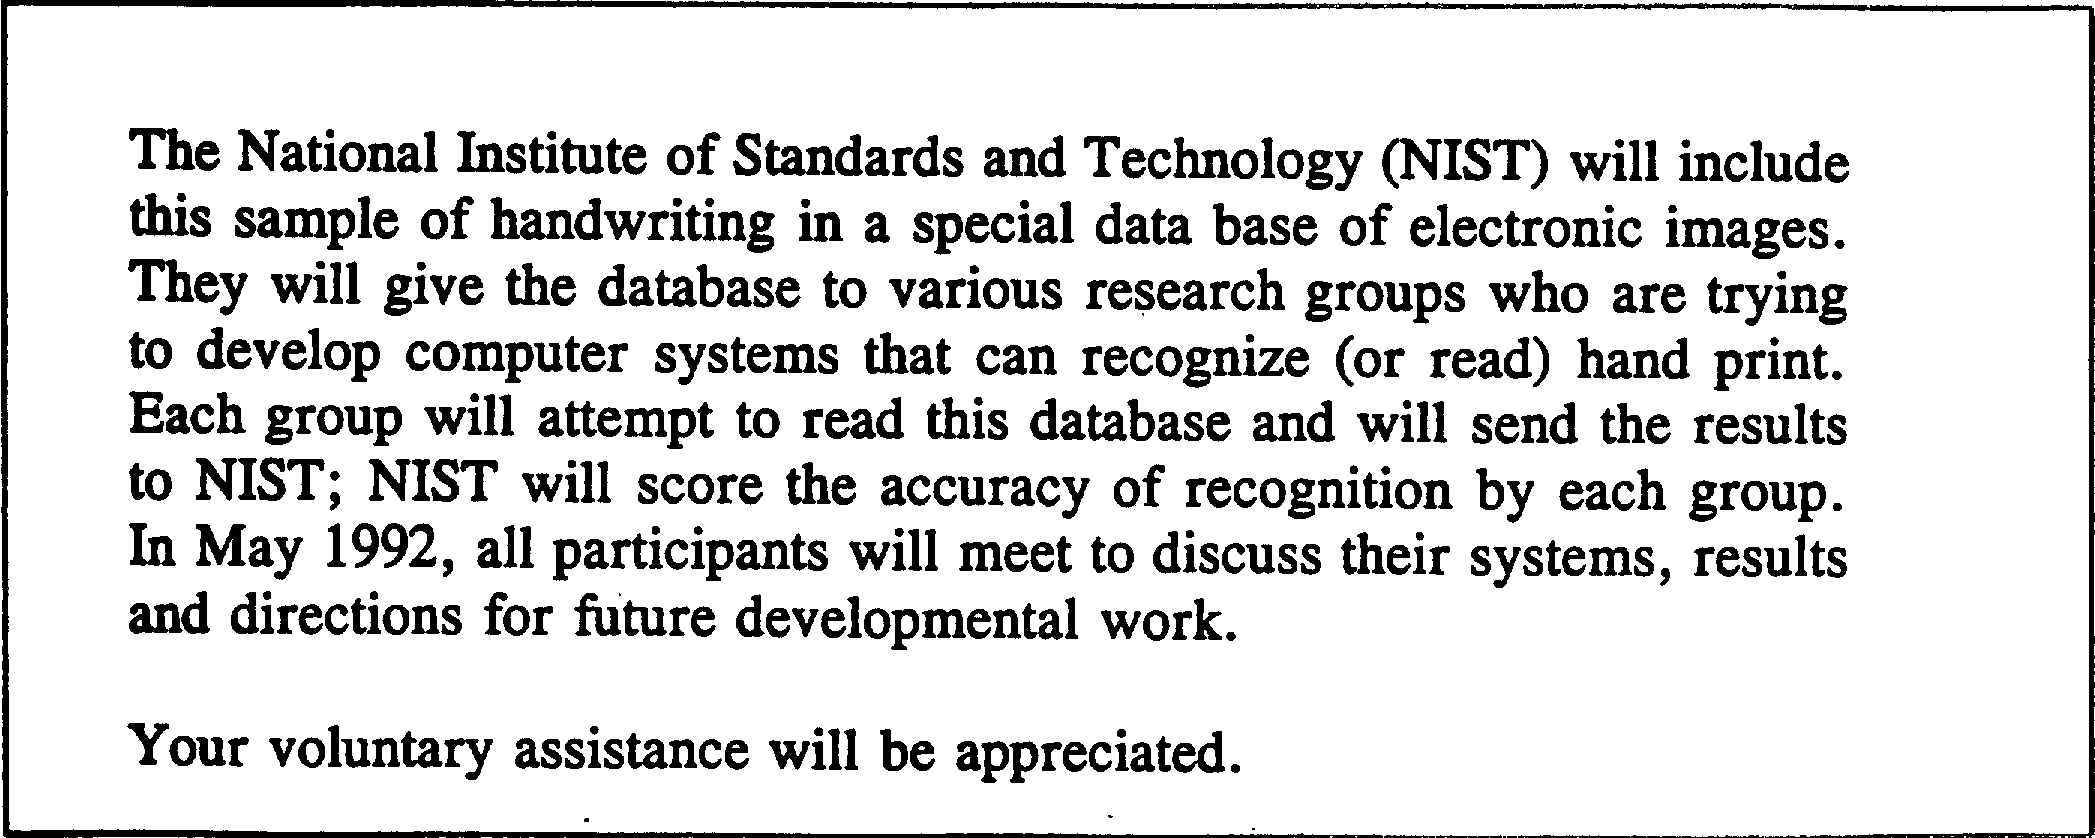 The National Institute of Standards and Technology (NIST) will include
this sample of handwriting in a special data base of electronic images.
They will give the database to various research groups who are trying
to develop computer systems that can recognize (or read) hand print.
Each group will attempt to read this database and will send the results
to NIST; NIST will score the accuracy of recognition by each group.
In May 1992, all participants will meet to discuss their systems, results
and directions for future developmental work.
Your voluntary assistance will be appreciated.